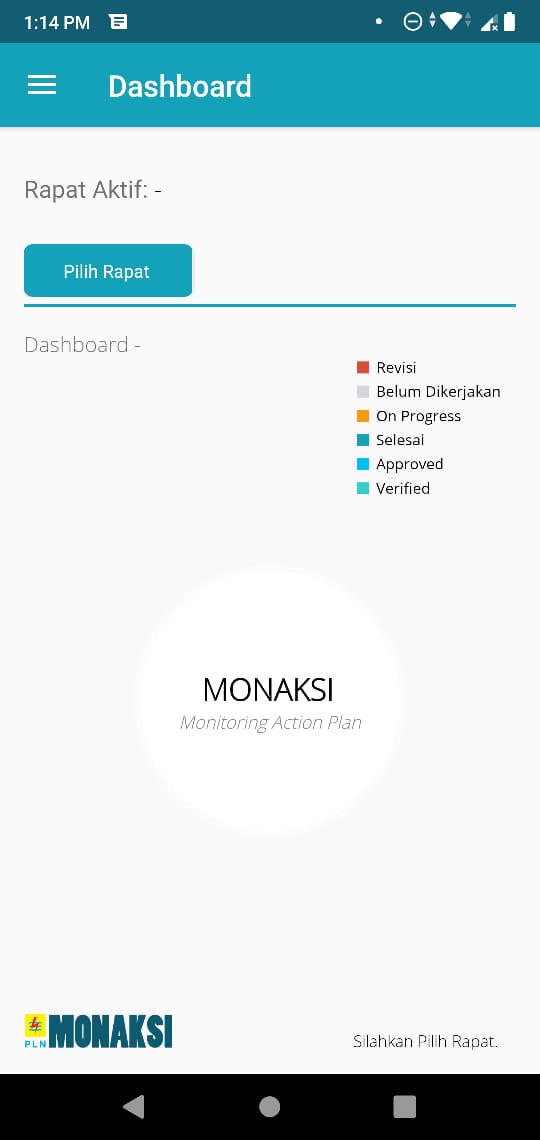 1:14 PM
Dashboard
Rapat Aktif: -
Pilih Rapat
Dashboard -
Revisi
Belum Dikerjakan
On Progress
Selesai
Approved
Verified
MONAKSI
Monitoring Action Plan
PLN MONAKSI
Silahkan Pilih Rapat.